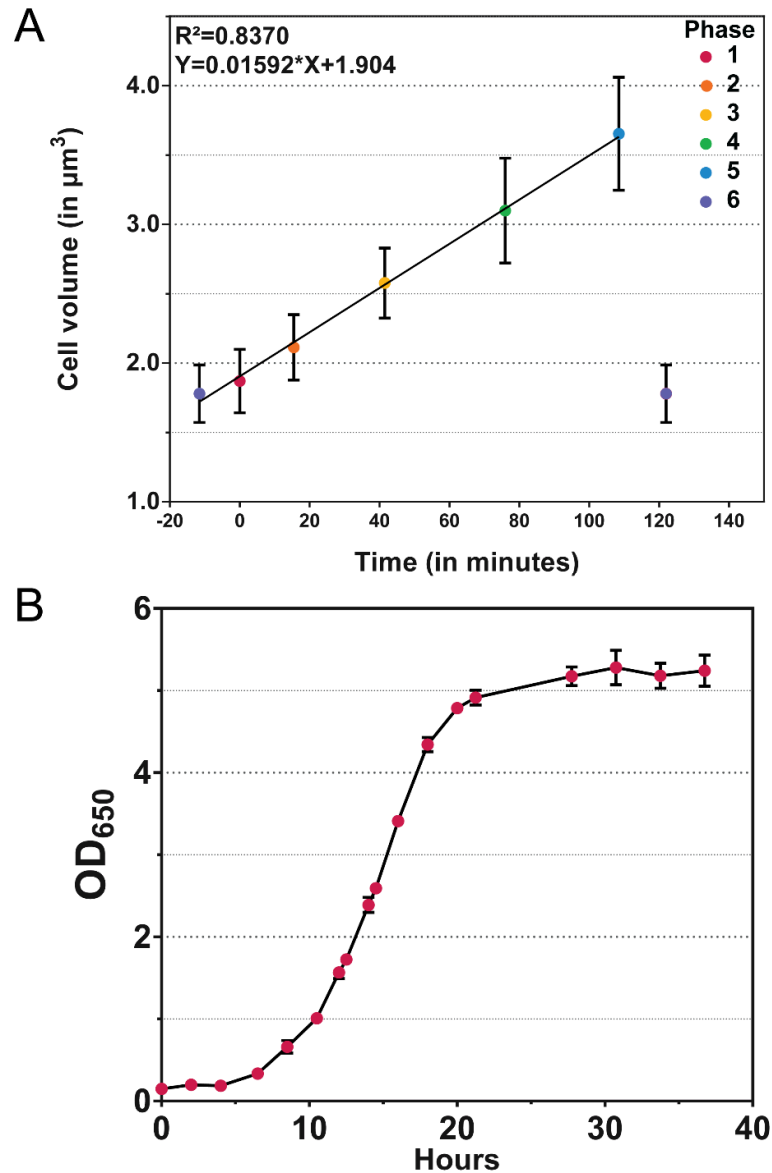 A
R²=0.8370
Y=0.01592*X+1.904
Phase
1
2
3
4
5
6
Cell volume (in µm³)
4.0
3.0
2.0
1.0
-20 0 20 40 60 80 100 120 140
Time (in minutes)
B
OD₆₅₀
6
4
2
0
0 10 20 30 40
Hours